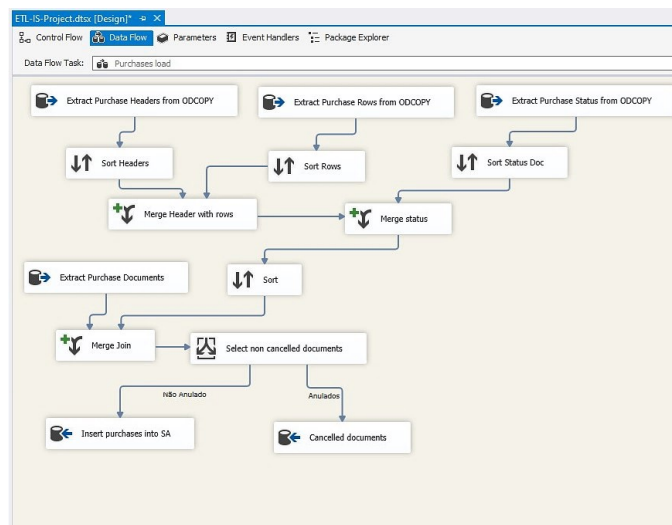 ETL-IS-Project.dtsx [Design]*
Control Flow Data Flow Parameters Event Handlers Package Explorer
Data Flow Task: Purchases load
Extract Purchase Headers from ODCOPY
Extract Purchase Rows from ODCOPY
Extract Purchase Status from ODCOPY
Sort Headers
Sort Rows
Sort Status Doc
Merge Header with rows
Merge status
Extract Purchase Documents
Sort
Merge Join
Select non cancelled documents
Não Anulado
Anulados
Insert purchases into SA
Cancelled documents